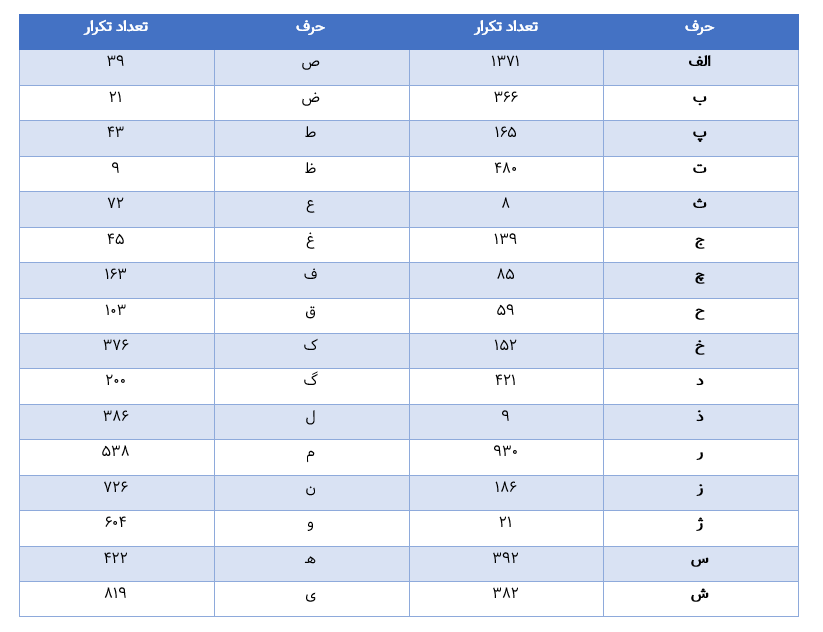 حرف تعداد تکرار حرف تعداد تکرار
الف ۱۳۷۱ ص ۳۹
ب ۳۶۶ ض ۲۱
پ ۱۶۵ ط ۴۳
ت ۴۸۰ ظ ۹
ث ۸ ع ۷۲
ج ۱۳۹ غ ۴۵
چ ۸۵ ف ۱۶۳
ح ۵۹ ق ۱۰۳
خ ۱۵۲ ک ۳۷۶
د ۴۲۱ گ ۲۰۰
ذ ۹ ل ۳۸۶
ر ۹۳۰ م ۵۳۸
ز ۱۸۶ ن ۷۲۶
ژ ۲۱ و ۶۰۴
س ۳۹۲ ه ۴۲۲
ش ۳۸۲ ی ۸۱۹